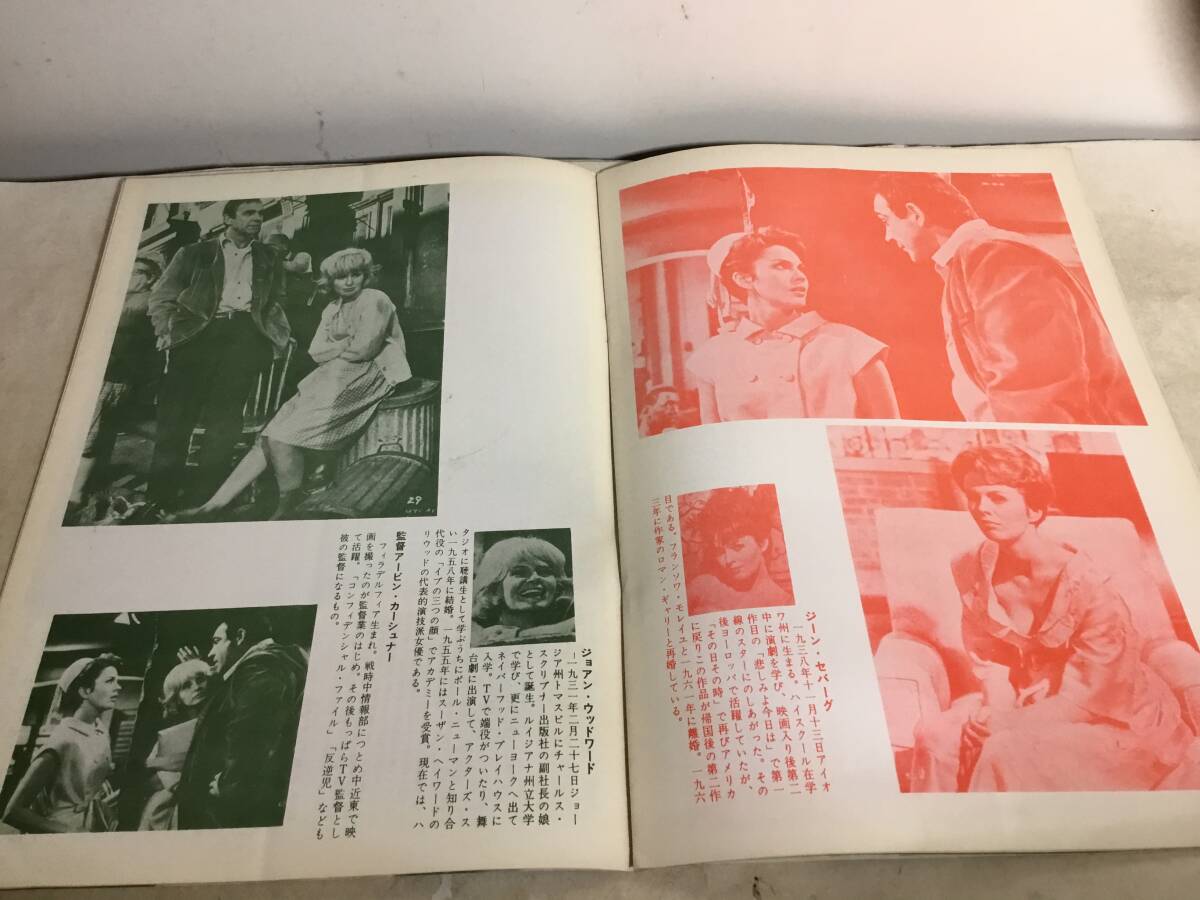 ジーン・セバーグ
一九三八年十一月十三日アイオ
ワ州に生まる。ハイスクール在学
中に演劇を学び、映画入り後第二
作目の「悲しみよ今日は」で第一
線のスターにのしあがった。その
後ヨーロッパで活躍していたが、
「その日その時」で再びアメリカ
に戻りこの作品が帰国後の第二作
目である。フランソワ・モレイユと一九六一年に離婚。一九六
三年に作家のロマン・ギャリーと再婚している。
ジョアン・ウッドワード
一九三一年二月二十七日ジョー
ジア州トマスビルにチャールス・
スクリブナー出版社の副社長の娘
として誕生。ルイジアナ州立大学
で学び、更にニューヨークへ出て
ネイバーフッド・プレイハウスに
入学。TVで端役がついたり、舞
台劇に出演して、アクターズ・ス
タジオに聴講生として学ぶうちにポール・ニューマンと知り合
い一九五八年に結婚。一九五五年にはスーザン・ヘイワードの
代役の「イブの三つの顔」でアカデミーを受賞。現在では、ハ
リウッドの代表的演技派女優である。
監督アービン・カーシュナー
フィラデルフィア生まれ。戦時中情報部につとめ中近東で映
画を撮ったのが監督業のはじめ。その後もっぱらTV監督とし
て活躍。「コンフィデンシャル・ファイル」「反逆児」なども
彼の監督になるもの。
29